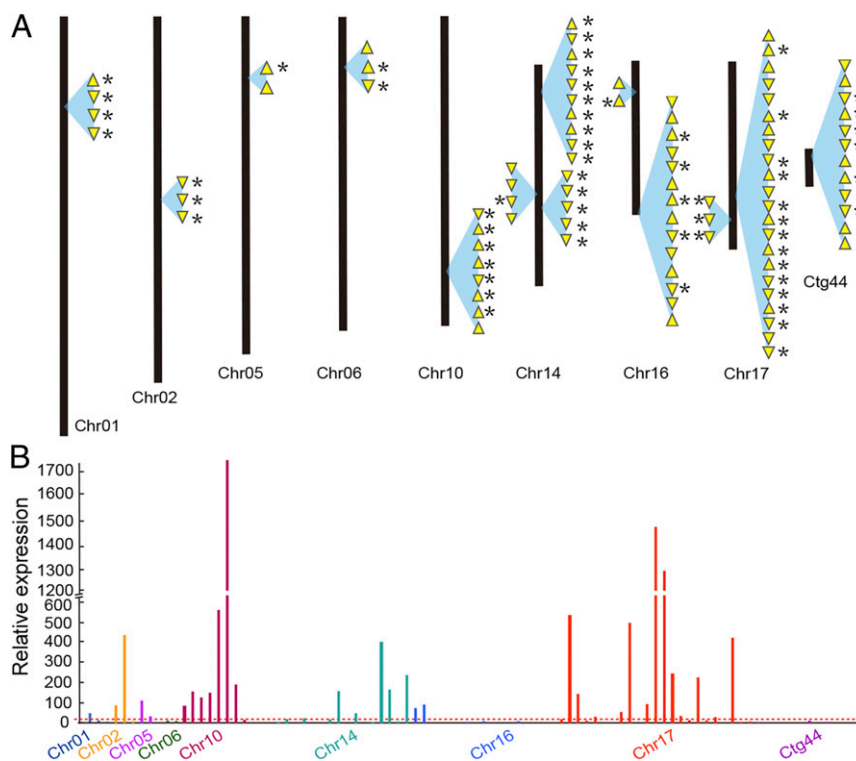 A
Chr01
Chr02
Chr05
Chr06
Chr10
Chr14
Chr16
Chr17
Ctg44
B
Relative expression
1700
1600
1500
1400
1300
1200
600
500
400
300
200
100
0
Chr01
Chr02
Chr05
Chr06
Chr10
Chr14
Chr16
Chr17
Ctg44